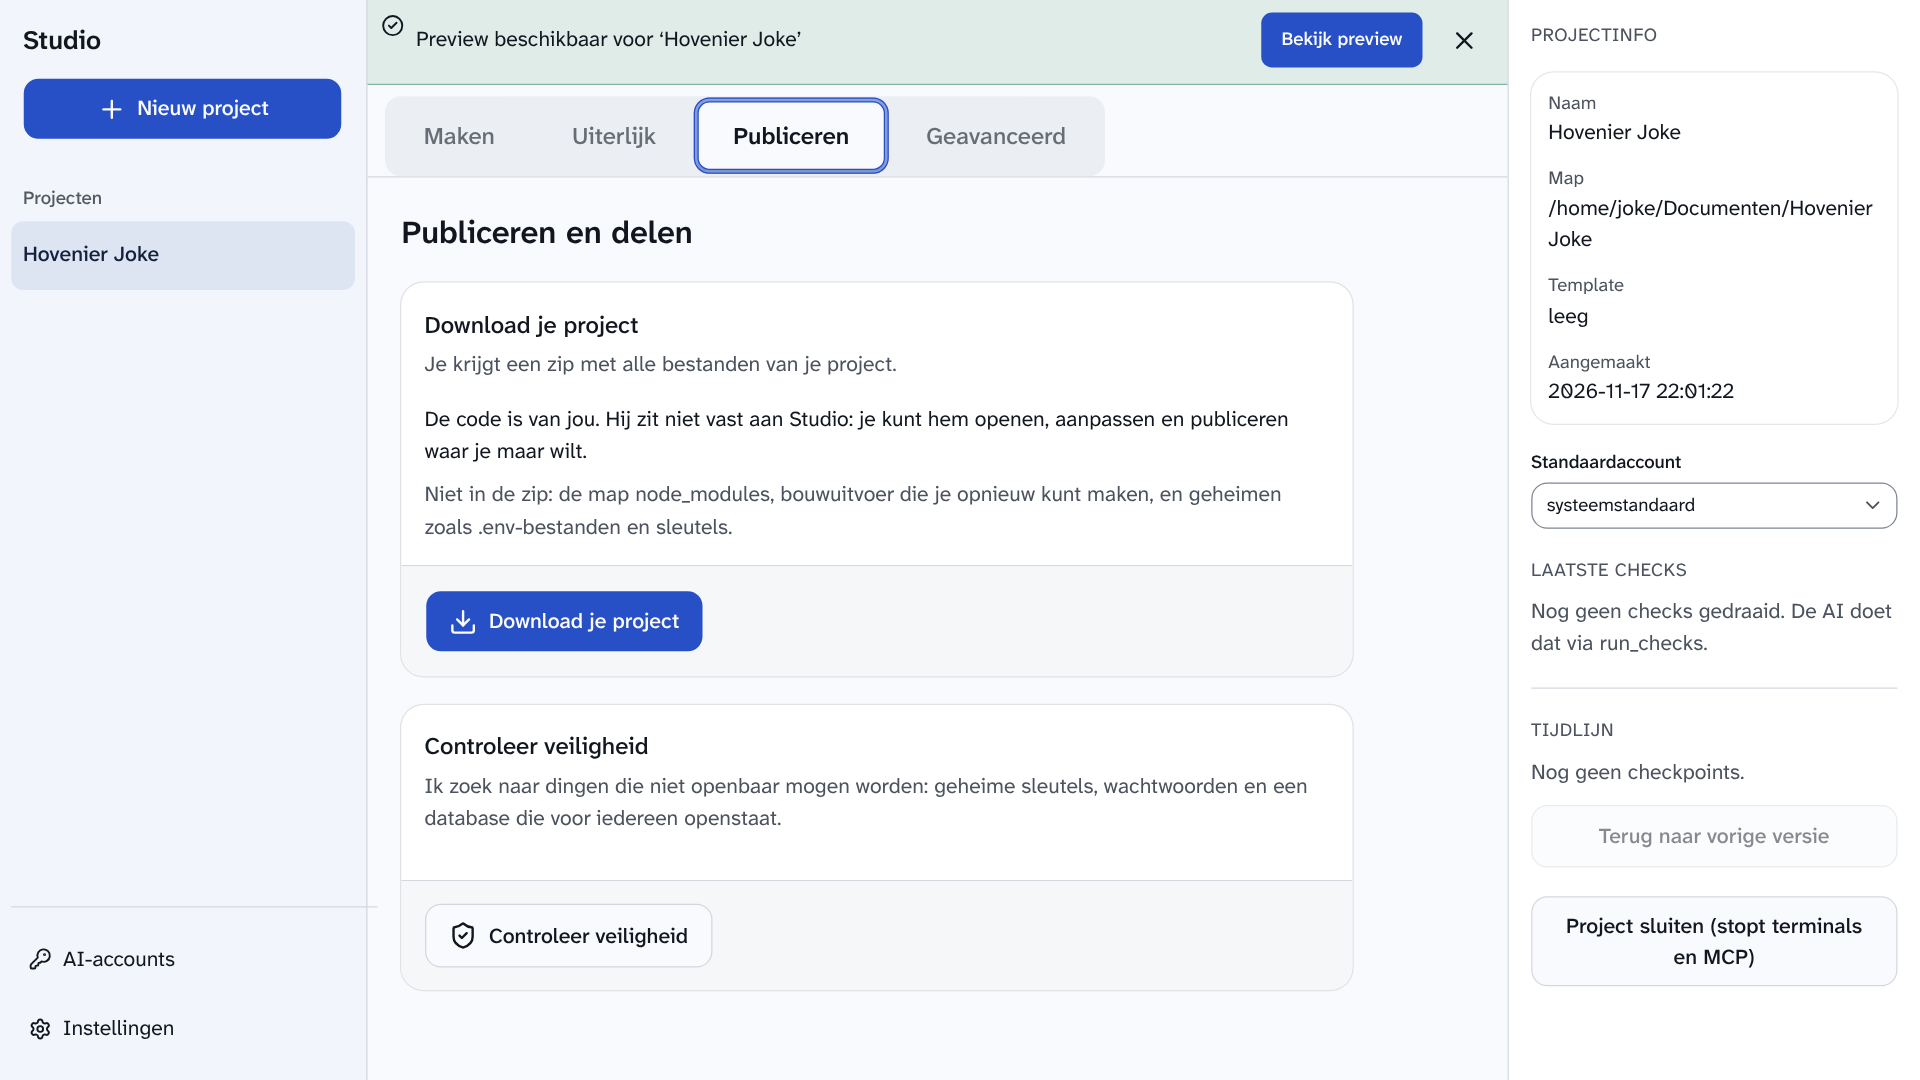 Studio
Nieuw project
Projecten
Hovenier Joke
AI-accounts
Instellingen
Preview beschikbaar voor ‘Hovenier Joke’
Bekijk preview
Maken
Uiterlijk
Publiceren
Geavanceerd
Publiceren en delen
Download je project
Je krijgt een zip met alle bestanden van je project.
De code is van jou. Hij zit niet vast aan Studio: je kunt hem openen, aanpassen en publiceren
waar je maar wilt.
Niet in de zip: de map node_modules, bouwuitvoer die je opnieuw kunt maken, en geheimen
zoals .env-bestanden en sleutels.
Download je project
Controleer veiligheid
Ik zoek naar dingen die niet openbaar mogen worden: geheime sleutels, wachtwoorden en een
database die voor iedereen openstaat.
Controleer veiligheid
PROJECTINFO
Naam
Hovenier Joke
Map
/home/joke/Documenten/Hovenier
Joke
Template
leeg
Aangemaakt
2026-11-17 22:01:22
Standaardaccount
systeemstandaard
LAATSTE CHECKS
Nog geen checks gedraaid. De AI doet
dat via run_checks.
TIJDLIJN
Nog geen checkpoints.
Terug naar vorige versie
Project sluiten (stopt terminals
en MCP)